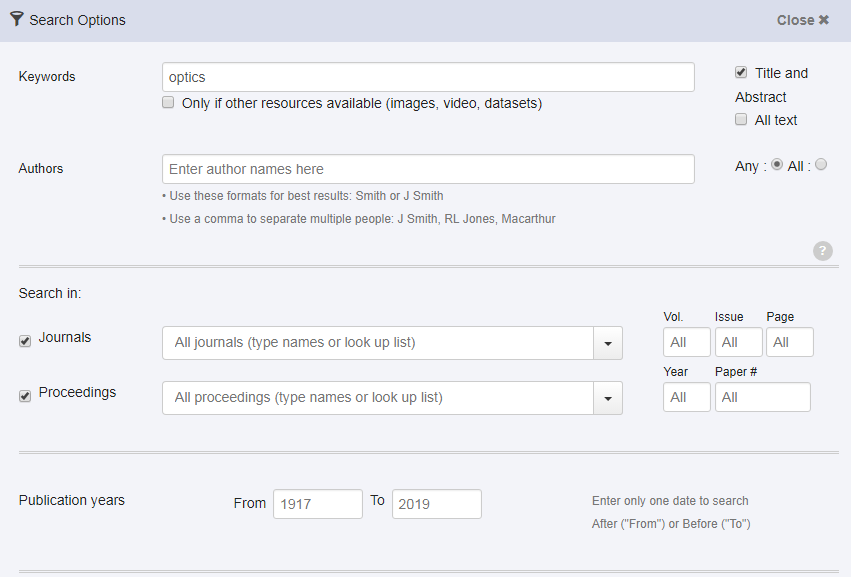 Search Options
Close ✖
Keywords
optics
Title and
Abstract
Only if other resources available (images, video, datasets)
All text
Authors
Enter author names here
Any : All :
• Use these formats for best results: Smith or J Smith
• Use a comma to separate multiple people: J Smith, RL Jones, Macarthur
?
Search in:
Vol. Issue Page
Journals
All journals (type names or look up list)
All All All
Year Paper #
Proceedings
All proceedings (type names or look up list)
All All
Publication years
From 1917 To 2019
Enter only one date to search
After ("From") or Before ("To")